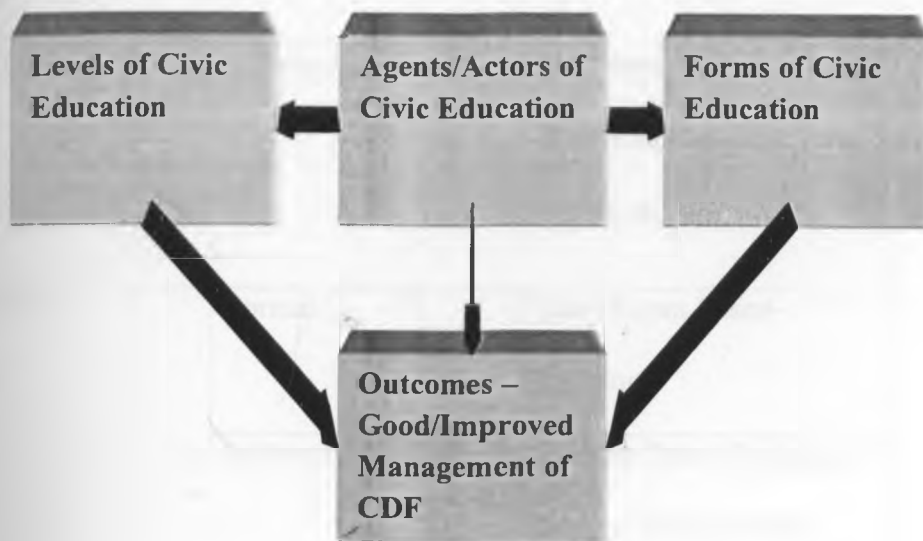 Levels of Civic
Education
Agents/Actors of
Civic Education
Forms of Civic
Education
Outcomes –
Good/Improved
Management of
CDF